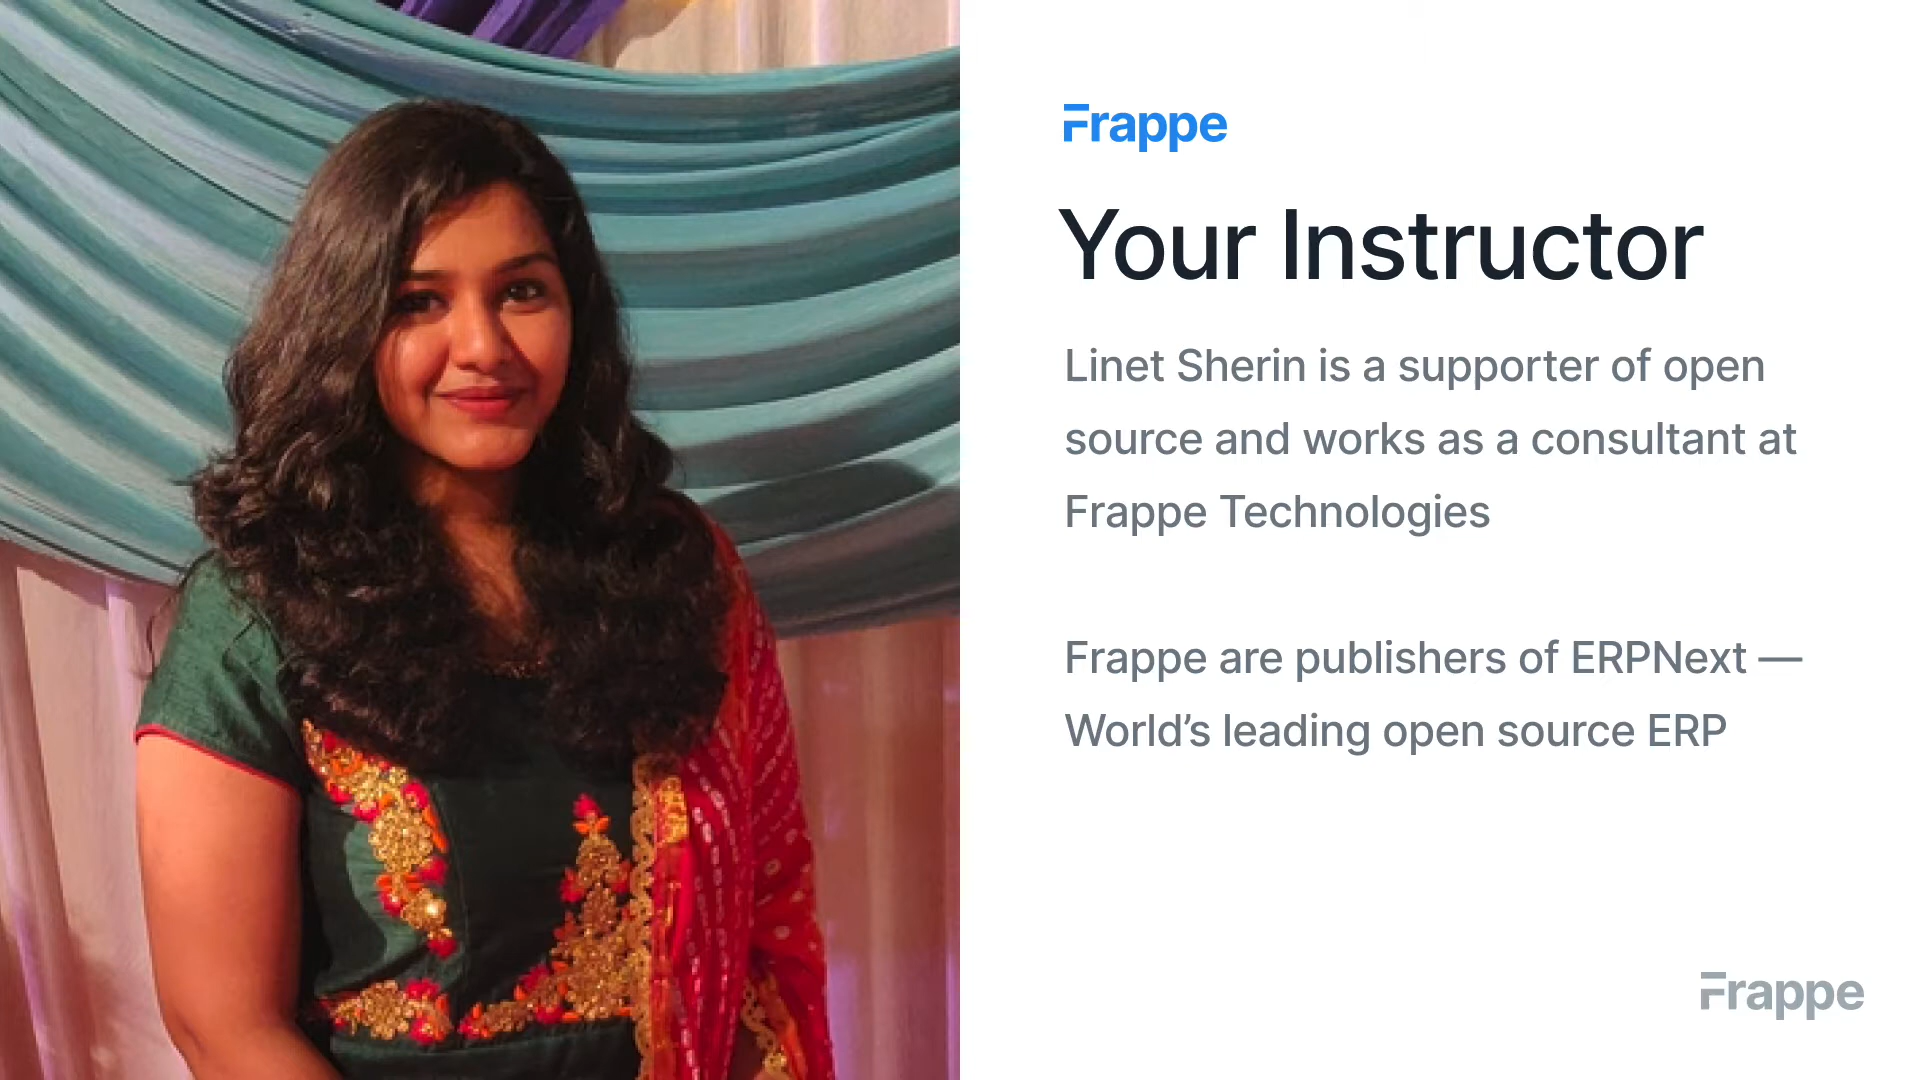 Frappe
Your Instructor
Linet Sherin is a supporter of open
source and works as a consultant at
Frappe Technologies
Frappe are publishers of ERPNext —
World’s leading open source ERP
Frappe